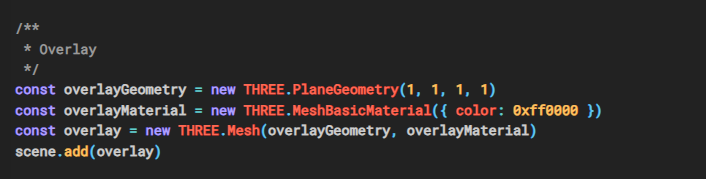 /**
 * Overlay
 */
const overlayGeometry = new THREE.PlaneGeometry(1, 1, 1, 1)
const overlayMaterial = new THREE.MeshBasicMaterial({ color: 0xff0000 })
const overlay = new THREE.Mesh(overlayGeometry, overlayMaterial)
scene.add(overlay)